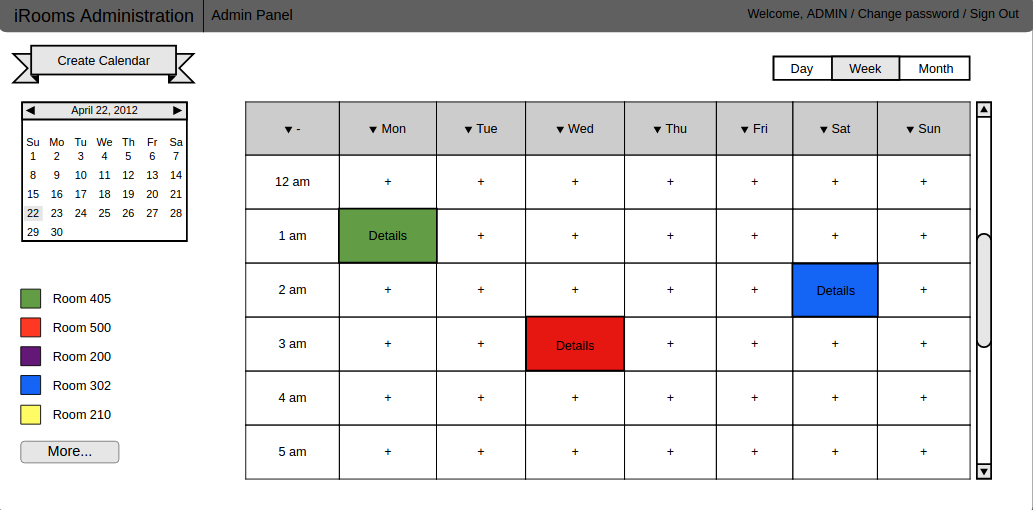 iRooms Administration Admin Panel Welcome, ADMIN / Change password / Sign Out
Create Calendar
Day Week Month
April 22, 2012
Su Mo Tu We Th Fr Sa
1 2 3 4 5 6 7
8 9 10 11 12 13 14
15 16 17 18 19 20 21
22 23 24 25 26 27 28
29 30
Room 405
Room 500
Room 200
Room 302
Room 210
More...
- Mon Tue Wed Thu Fri Sat Sun
12 am + + + + + + +
1 am Details + + + + + +
2 am + + + + + Details +
3 am + + Details + + + +
4 am + + + + + + +
5 am + + + + + + +